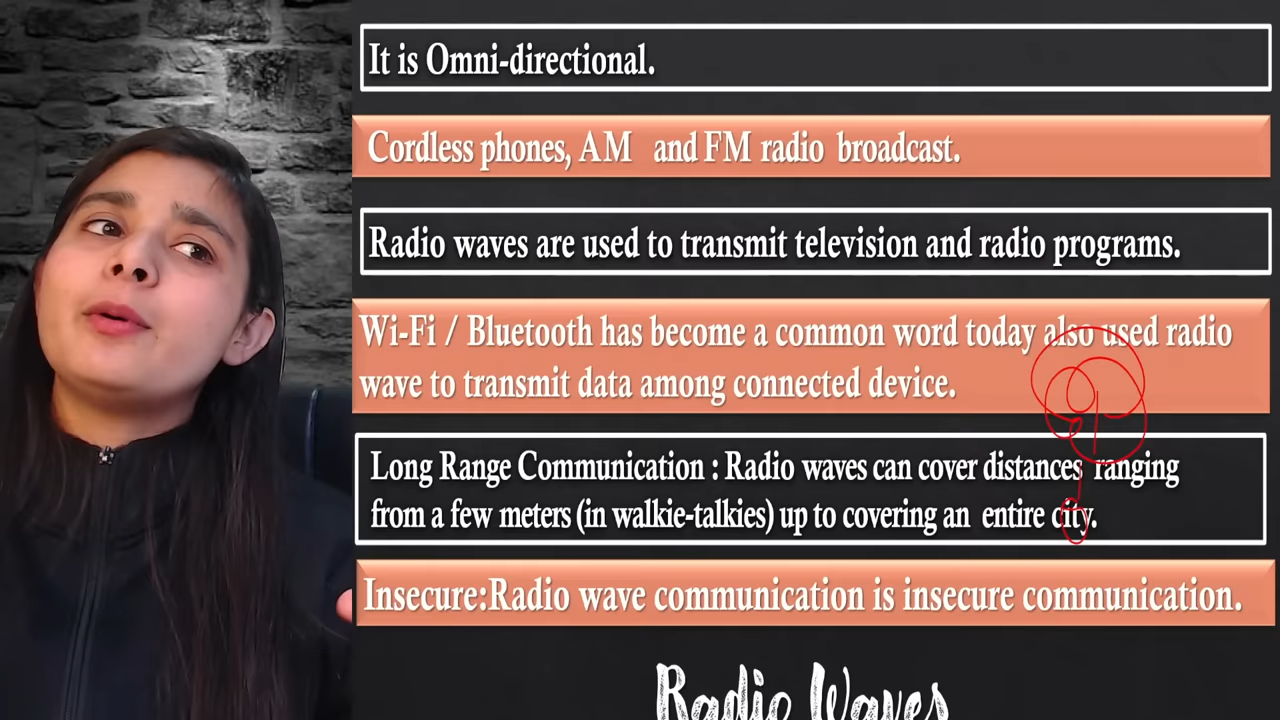 It is Omni-directional.
Cordless phones, AM and FM radio broadcast.
Radio waves are used to transmit television and radio programs.
Wi-Fi / Bluetooth has become a common word today also used radio
wave to transmit data among connected device.
Long Range Communication : Radio waves can cover distances ranging
from a few meters (in walkie-talkies) up to covering an entire city.
Insecure:Radio wave communication is insecure communication.
Radio Waves